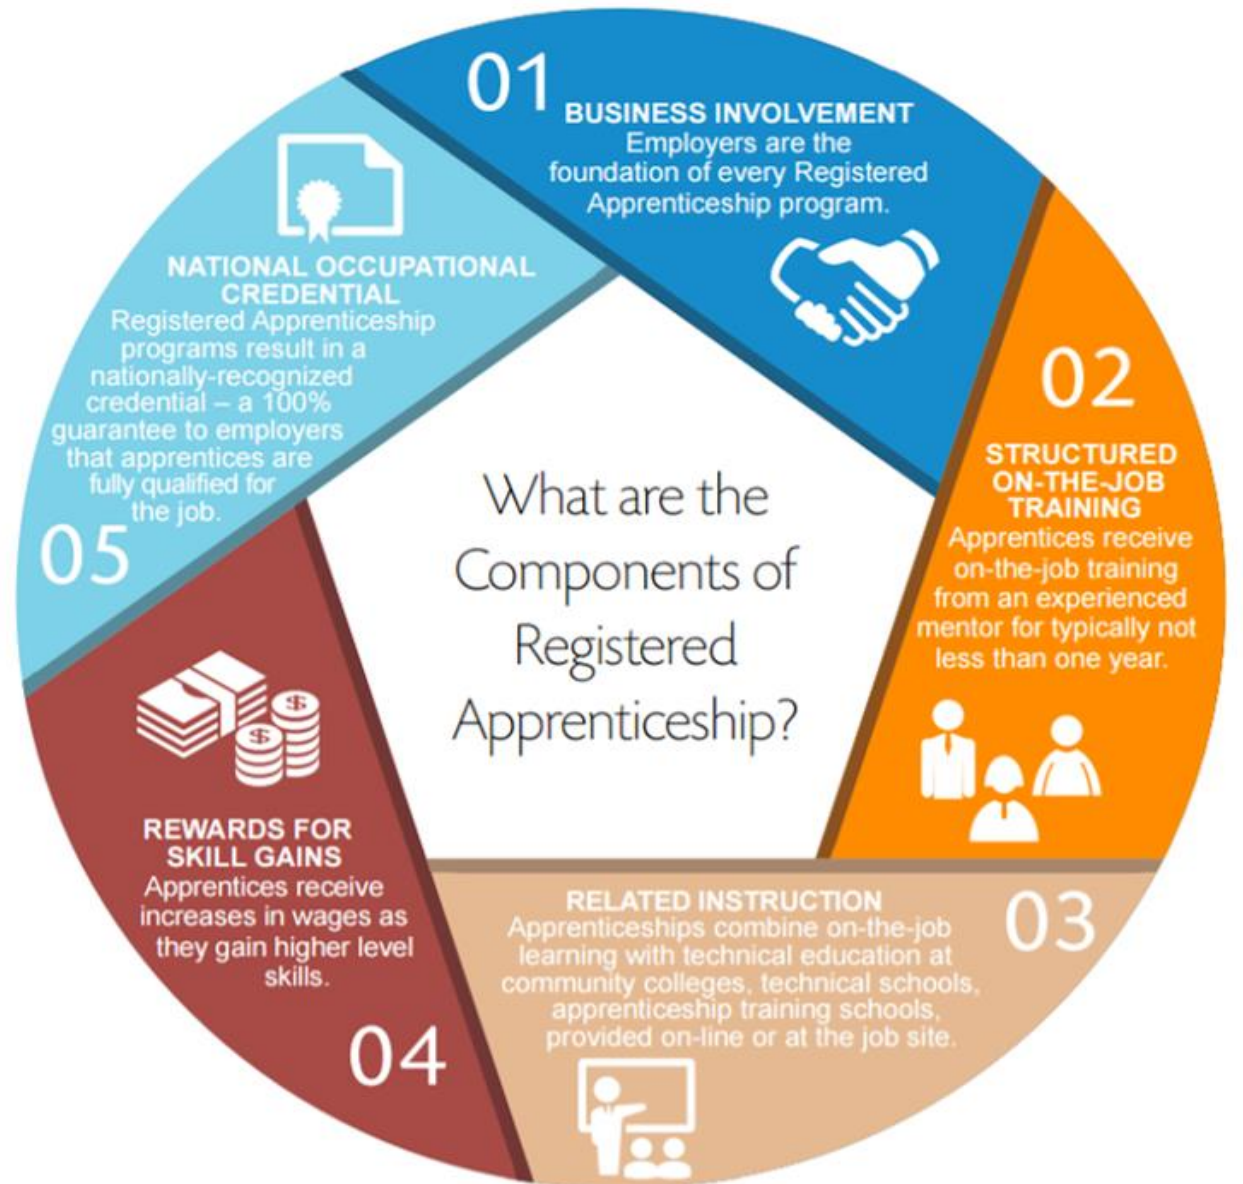 What are the
Components of
Registered
Apprenticeship?
01
BUSINESS INVOLVEMENT
Employers are the
foundation of every Registered
Apprenticeship program.
02
STRUCTURED
ON-THE-JOB
TRAINING
Apprentices receive
on-the-job training
from an experienced
mentor for typically not
less than one year.
03
RELATED INSTRUCTION
Apprenticeships combine on-the-job
learning with technical education at
community colleges, technical schools,
apprenticeship training schools,
provided on-line or at the job site.
04
REWARDS FOR
SKILL GAINS
Apprentices receive
increases in wages as
they gain higher level
skills.
$
$
05
NATIONAL OCCUPATIONAL
CREDENTIAL
Registered Apprenticeship
programs result in a
nationally-recognized
credential – a 100%
guarantee to employers
that apprentices are
fully qualified for
the job.